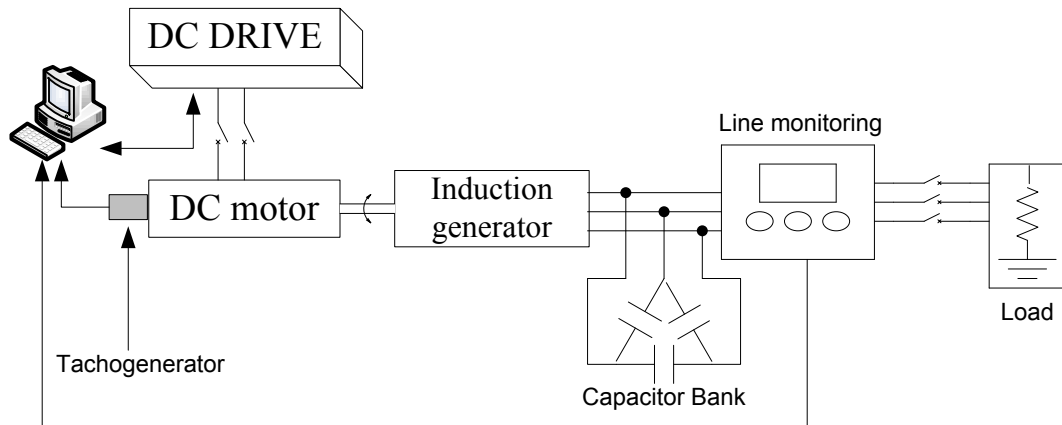 DC DRIVE
Line monitoring
DC motor
Induction
generator
Load
Tachogenerator
Capacitor Bank